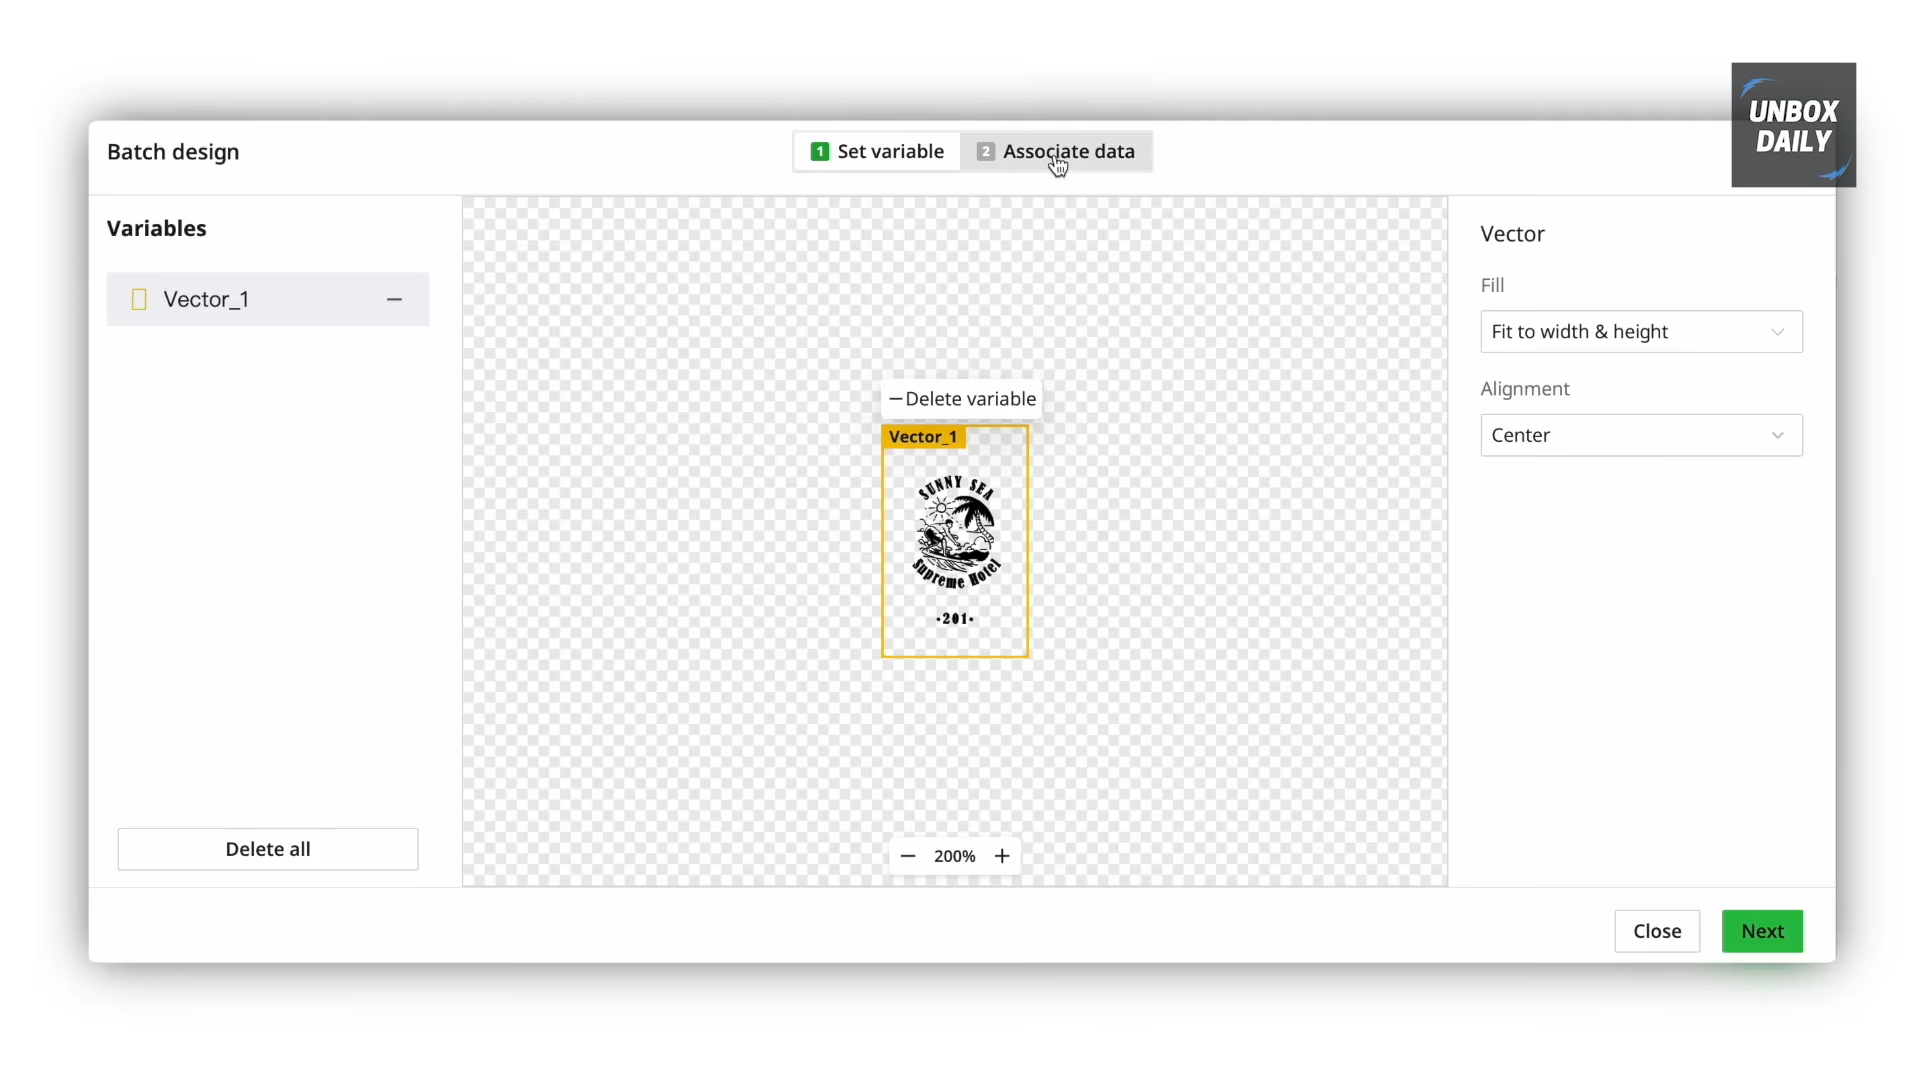 UNBOX
DAILY
Batch design
1 Set variable
2 Associate data
Variables
Vector_1
Delete all
Delete variable
Vector_1
SUNNY SEA
Supreme Hotel
·201·
200%
Vector
Fill
Fit to width & height
Alignment
Center
Close
Next